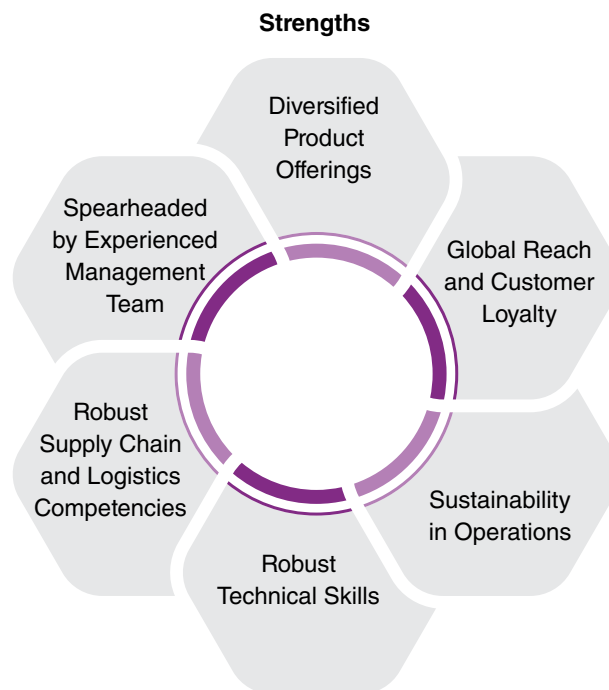 Strengths
Diversified
Product
Offerings
Global Reach
and Customer
Loyalty
Sustainability
in Operations
Robust
Technical Skills
Robust
Supply Chain
and Logistics
Competencies
Spearheaded
by Experienced
Management
Team